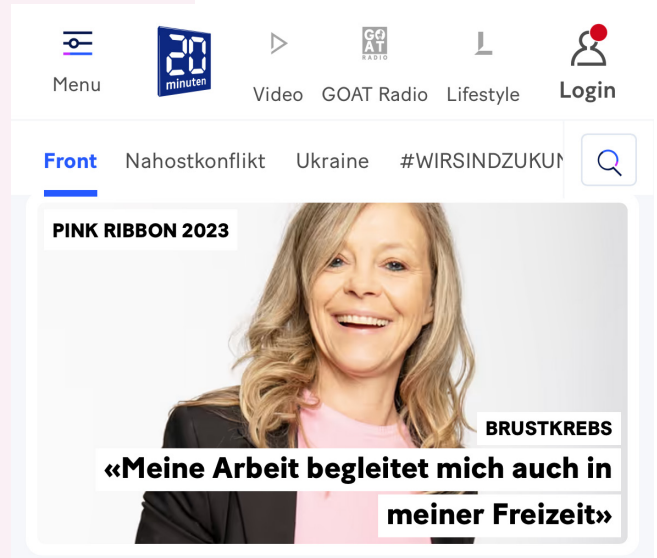 20
minuten
GOAT
RADIO
Menu
Video
GOAT Radio
Lifestyle
Login
Front
Nahostkonflikt
Ukraine
#WIRSINDZUKUN
PINK RIBBON 2023
BRUSTKREBS
«Meine Arbeit begleitet mich auch in
meiner Freizeit»